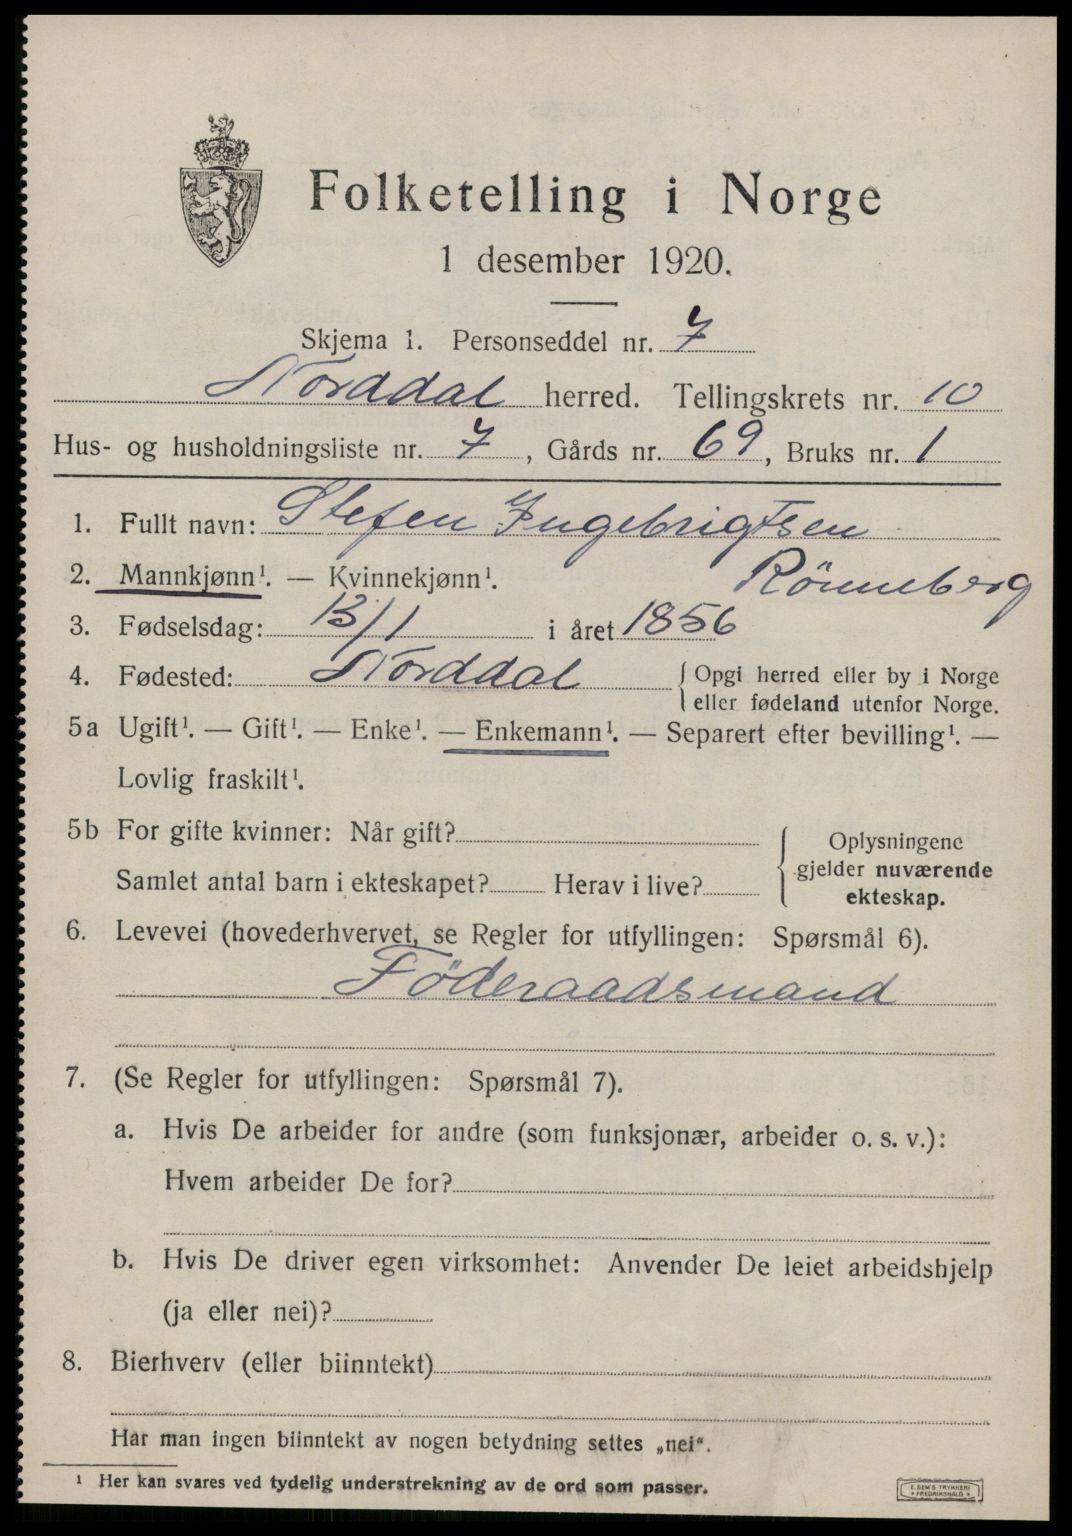 Folketelling i Norge
1 desember 1920.
Skjema 1. Personseddel nr. 7
Norddal herred. Tellingskrets nr. 10
Hus- og husholdningsliste nr. 7, Gårds nr. 69, Bruks nr. 1
1. Fullt navn: Stefen Ingebrigtsen
Rönneberg
2. Mannkjønn¹. — Kvinnekjønn¹.
3. Fødselsdag: 13/1 i året 1856
4. Fødested: Norddal { Opgi herred eller by i Norge
eller fødeland utenfor Norge.
5a Ugift¹. — Gift¹. — Enke¹. — Enkemann¹. — Separert efter bevilling¹. —
Lovlig fraskilt¹.
5b For gifte kvinner: Når gift?
Samlet antal barn i ekteskapet? Herav i live?
Oplysningene
gjelder nuværende
ekteskap.
6. Levevei (hovederhvervet, se Regler for utfyllingen: Spørsmål 6).
Föderaadsmand
7. (Se Regler for utfyllingen: Spørsmål 7).
a. Hvis De arbeider for andre (som funksjonær, arbeider o. s. v.):
Hvem arbeider De for?
b. Hvis De driver egen virksomhet: Anvender De leiet arbeidshjelp
(ja eller nei)?
8. Bierhverv (eller biinntekt)
Har man ingen biinntekt av nogen betydning settes „nei“.
¹ Her kan svares ved tydelig understrekning av de ord som passer.
E. SEM'S TRYKKERI
• FREDRIKSHALD •